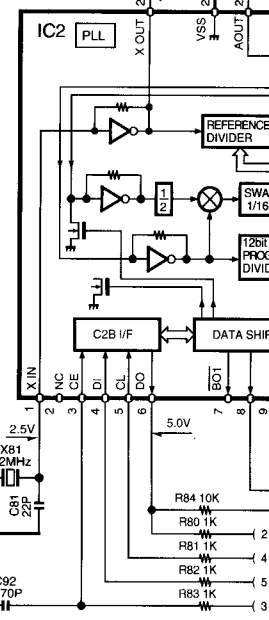 IC2 PLL
X OUT
VSS
AOUT
REFERENCE
DIVIDER
1/2
SWA
1/16
12bit
PROG
DIVID
C2B I/F
DATA SHIF
X IN
NC
CE
DI
CL
DO
BO1
1 2 3 4 5 6 7 8 9
2.5V
5.0V
X81
2MHz
C81
22P
R84 10K
R80 1K
2
R81 1K
4
R82 1K
5
R83 1K
3
C92
70P